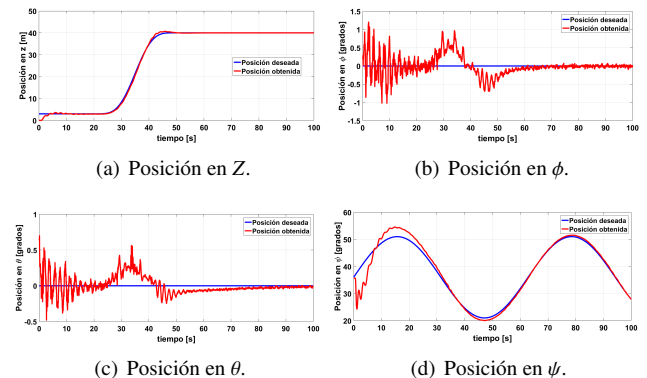 50
40
30
20
10
0
Posición en z [m]
Posición deseada
Posición obtenida
0 10 20 30 40 50 60 70 80 90 100
tiempo [s]
(a) Posición en Z.
1.5
1
0.5
0
-0.5
-1
-1.5
Posición en ϕ [grados]
Posición deseada
Posición obtenida
0 10 20 30 40 50 60 70 80 90 100
tiempo [s]
(b) Posición en ϕ.
1
0.5
0
-0.5
Posición en θ [grados]
Posición deseada
Posición obtenida
0 10 20 30 40 50 60 70 80 90 100
tiempo [s]
(c) Posición en θ.
60
50
40
30
20
Posición en ψ [grados]
Posición deseada
Posición obtenida
0 10 20 30 40 50 60 70 80 90 100
tiempo [s]
(d) Posición en ψ.